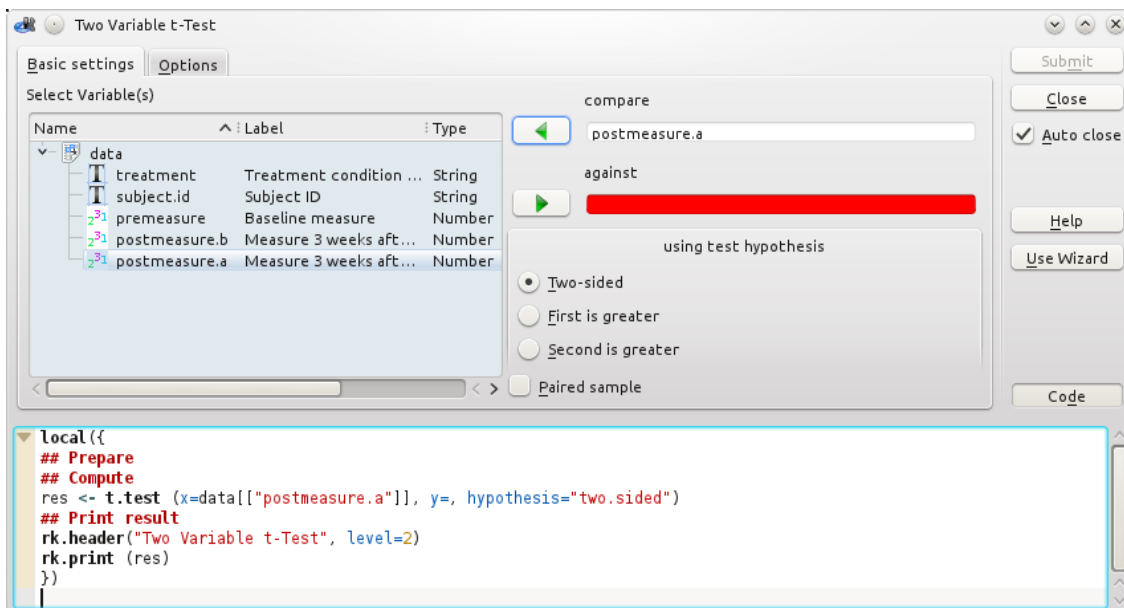 Two Variable t-Test
Basic settings Options
Select Variable(s)
Name Label Type
data
treatment Treatment condition ... String
subject.id Subject ID String
premeasure Baseline measure Number
postmeasure.b Measure 3 weeks aft... Number
postmeasure.a Measure 3 weeks aft... Number
compare
postmeasure.a
against
using test hypothesis
Two-sided
First is greater
Second is greater
Paired sample
Submit
Close
Auto close
Help
Use Wizard
Code
local({
## Prepare
## Compute
res <- t.test (x=data[["postmeasure.a"]], y=, hypothesis="two.sided")
## Print result
rk.header("Two Variable t-Test", level=2)
rk.print (res)
})